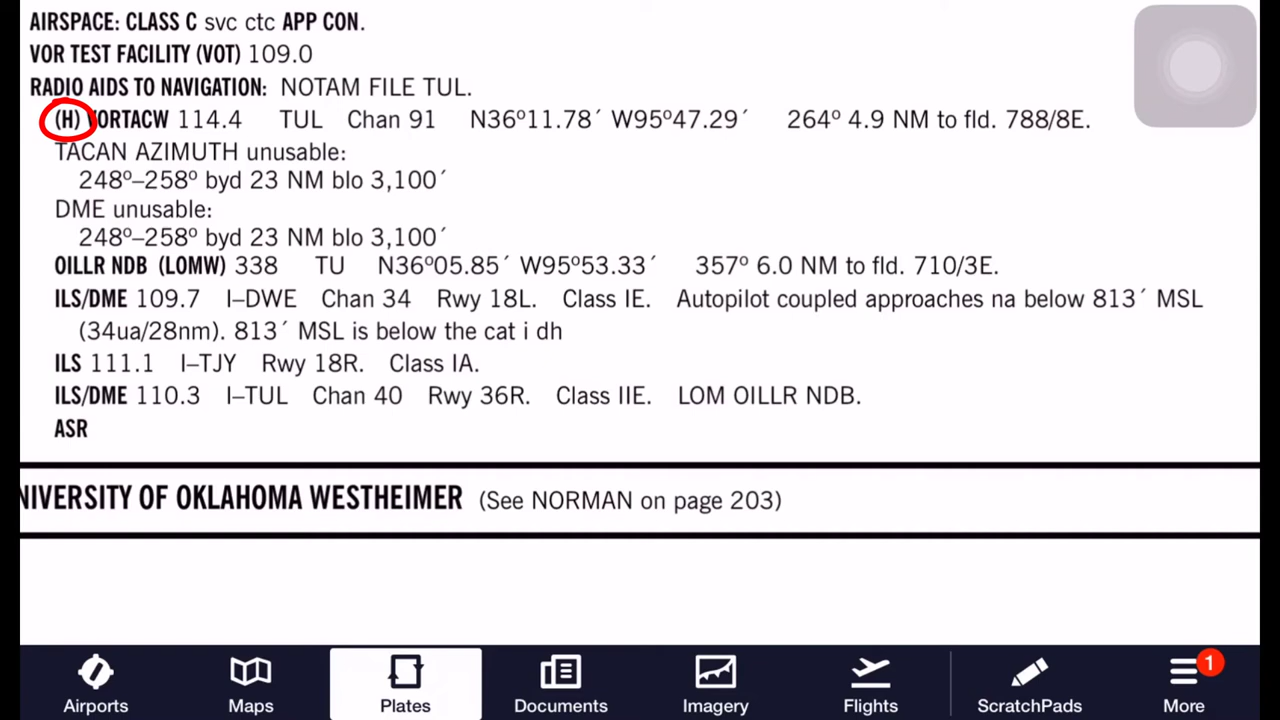 AIRSPACE: CLASS C svc ctc APP CON.
VOR TEST FACILITY (VOT) 109.0
RADIO AIDS TO NAVIGATION: NOTAM FILE TUL.
(H) VORTACW 114.4 TUL Chan 91 N36º11.78´ W95º47.29´ 264º 4.9 NM to fld. 788/8E.
TACAN AZIMUTH unusable:
248º–258º byd 23 NM blo 3,100´
DME unusable:
248º–258º byd 23 NM blo 3,100´
OILLR NDB (LOMW) 338 TU N36º05.85´ W95º53.33´ 357º 6.0 NM to fld. 710/3E.
ILS/DME 109.7 I–DWE Chan 34 Rwy 18L. Class IE. Autopilot coupled approaches na below 813´ MSL
(34ua/28nm). 813´ MSL is below the cat i dh
ILS 111.1 I–TJY Rwy 18R. Class IA.
ILS/DME 110.3 I–TUL Chan 40 Rwy 36R. Class IIE. LOM OILLR NDB.
ASR
NIVERSITY OF OKLAHOMA WESTHEIMER (See NORMAN on page 203)
1
Airports Maps Plates Documents Imagery Flights ScratchPads More